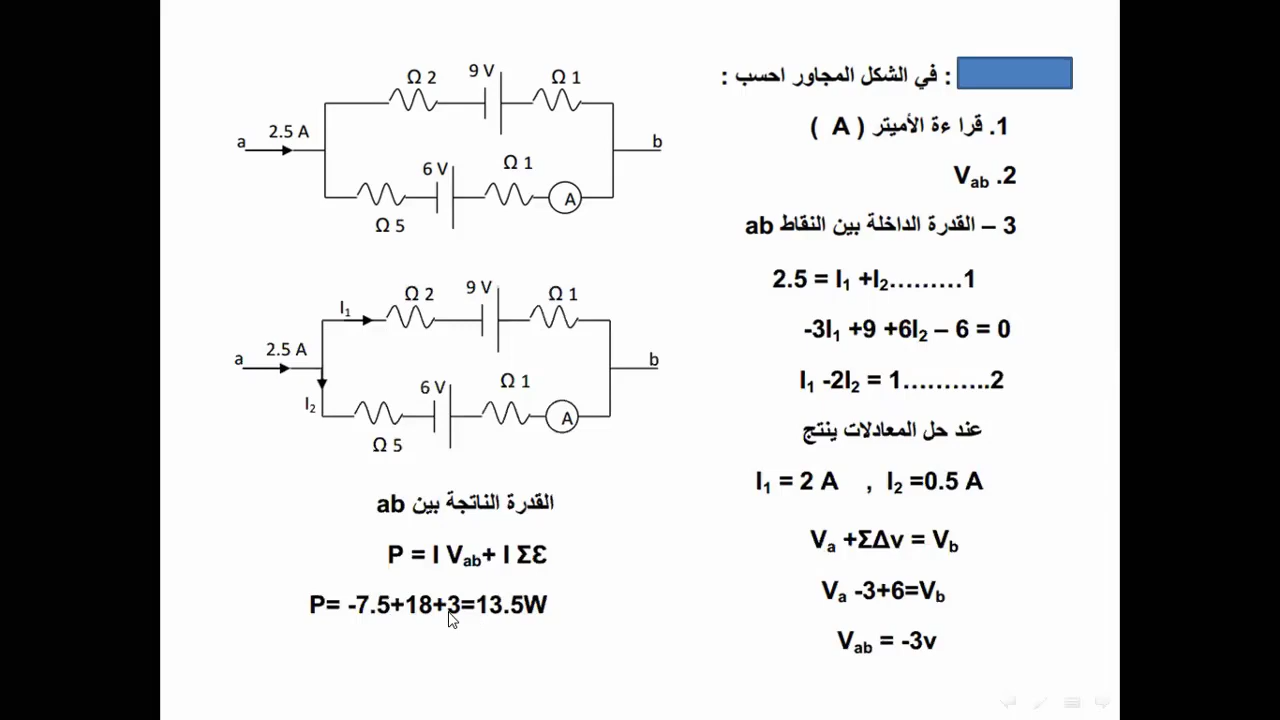 : في الشكل المجاور احسب :
1. قرا ءة الأميتر ( A )
2. Vab
3 – القدرة الداخلة بين النقاط ab
2.5 = I₁ +I₂.........1
-3I₁ +9 +6I₂ – 6 = 0
I₁ -2I₂ = 1...........2
عند حل المعادلات ينتج
I₁ = 2 A , I₂ =0.5 A
Va +ΣΔv = Vb
Va -3+6=Vb
Vab = -3v
Ω 2
9 V
Ω 1
a
2.5 A
b
6 V
Ω 1
A
Ω 5
I₁
Ω 2
9 V
Ω 1
a
2.5 A
b
I₂
6 V
Ω 1
A
Ω 5
القدرة الناتجة بين ab
P = I Vab+ I ΣƐ
P= -7.5+18+3=13.5W